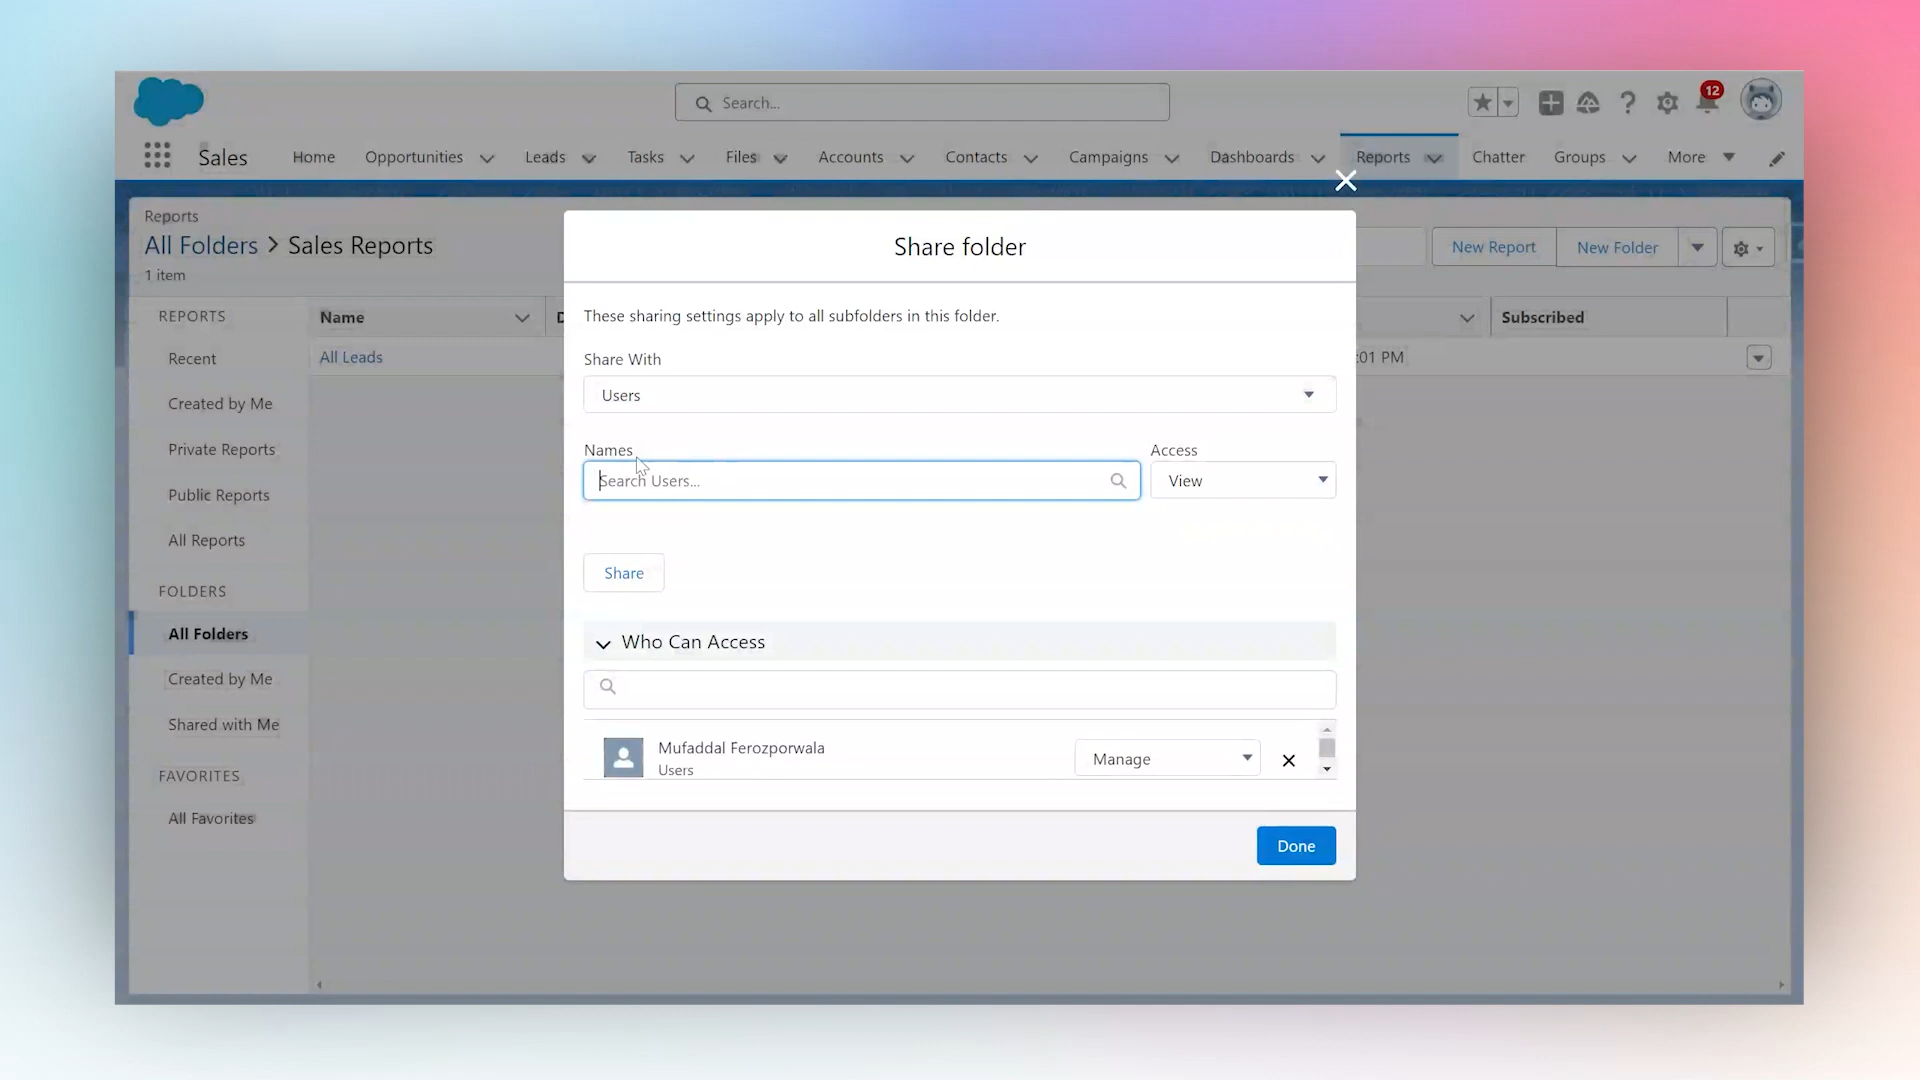 Search...
12
Sales
Home
Opportunities
Leads
Tasks
Files
Accounts
Contacts
Campaigns
Dashboards
Reports
Chatter
Groups
More
Reports
All Folders > Sales Reports
1 item
New Report
New Folder
REPORTS
Recent
Created by Me
Private Reports
Public Reports
All Reports
FOLDERS
All Folders
Created by Me
Shared with Me
FAVORITES
All Favorites
Name
D
Subscribed
All Leads
:01 PM
Share folder
These sharing settings apply to all subfolders in this folder.
Share With
Users
Names
Access
Search Users...
View
Share
Who Can Access
Mufaddal Ferozporwala
Users
Manage
Done